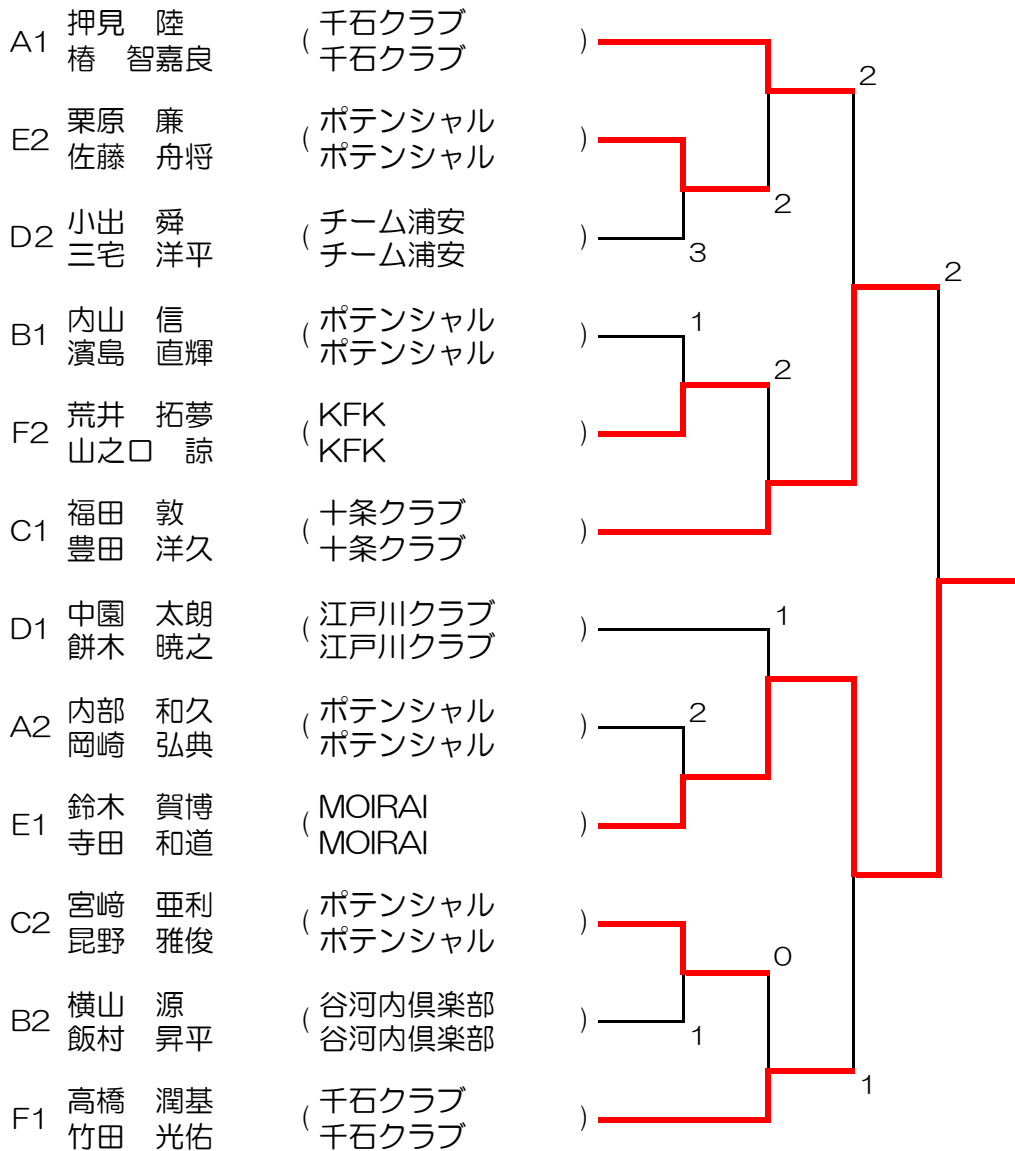 A1 押見　陸 ( 千石クラブ )
椿　智嘉良 千石クラブ
2
E2 栗原　廉 ( ポテンシャル )
佐藤　舟将 ポテンシャル
2
D2 小出　舜 ( チーム浦安 )
三宅　洋平 チーム浦安
3
2
B1 内山　信 ( ポテンシャル )
濱島　直輝 ポテンシャル
1
2
F2 荒井　拓夢 ( KFK )
山之口　諒 KFK
C1 福田　敦 ( 十条クラブ )
豊田　洋久 十条クラブ
D1 中園　太朗 ( 江戸川クラブ )
餅木　暁之 江戸川クラブ
1
A2 内部　和久 ( ポテンシャル )
岡崎　弘典 ポテンシャル
2
E1 鈴木　賀博 ( MOIRAI )
寺田　和道 MOIRAI
C2 宮﨑　亜利 ( ポテンシャル )
昆野　雅俊 ポテンシャル
0
B2 横山　源 ( 谷河内倶楽部 )
飯村　昇平 谷河内倶楽部
1
1
F1 高橋　潤基 ( 千石クラブ )
竹田　光佑 千石クラブ